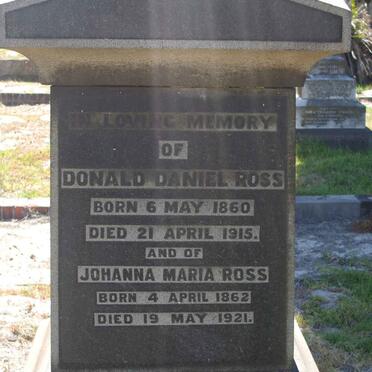 IN LOVING MEMORY
OF
DONALD DANIEL ROSS
BORN 6 MAY 1860
DIED 21 APRIL 1915.
AND OF
JOHANNA MARIA ROSS
BORN 4 APRIL 1862
DIED 19 MAY 1921.